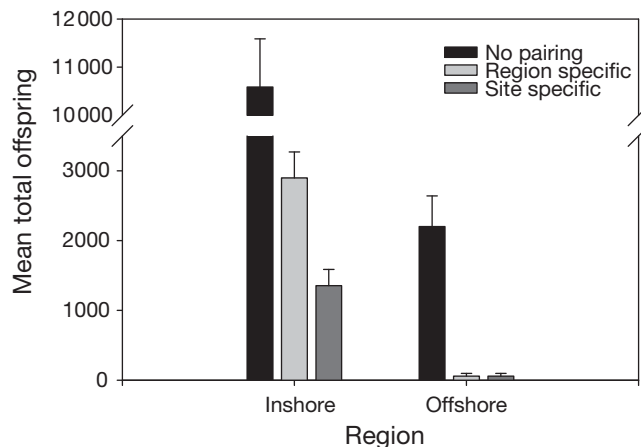 12000
11000
10000
3000
2000
1000
0
Mean total offspring
No pairing
Region specific
Site specific
Inshore
Offshore
Region